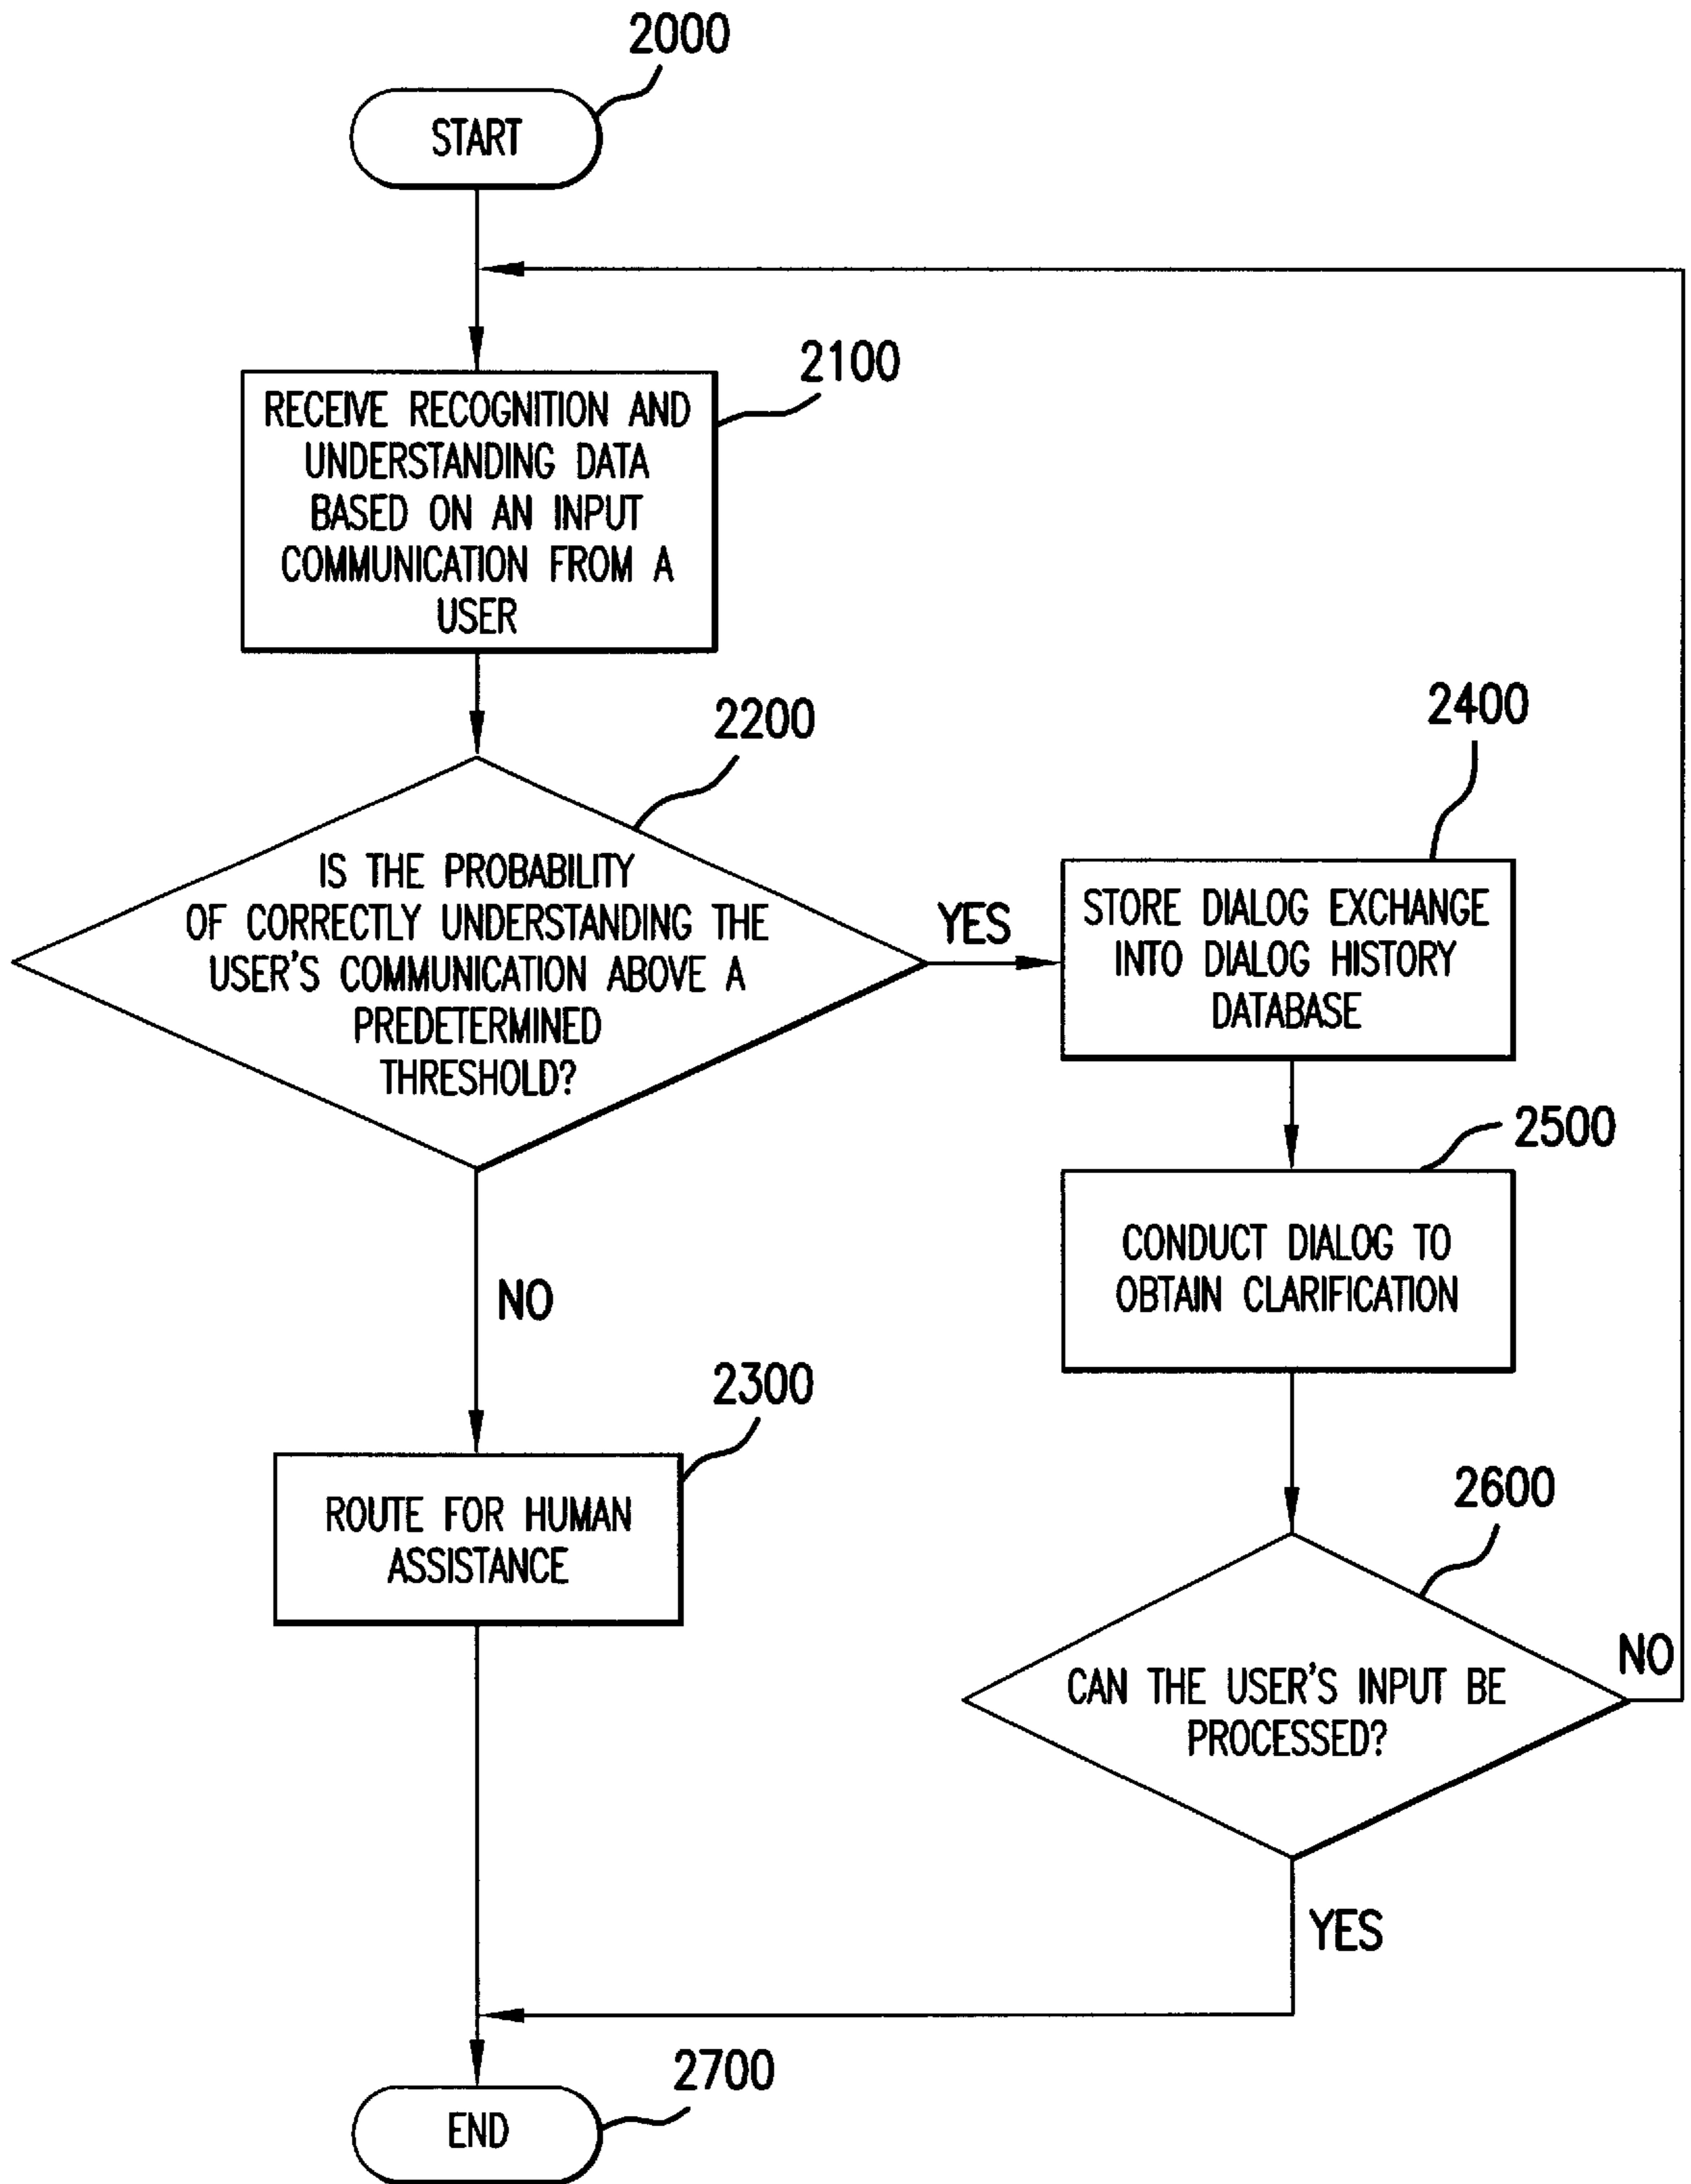 2000
START
2100
RECEIVE RECOGNITION AND
UNDERSTANDING DATA
BASED ON AN INPUT
COMMUNICATION FROM A
USER
2200
IS THE PROBABILITY
OF CORRECTLY UNDERSTANDING THE
USER'S COMMUNICATION ABOVE A
PREDETERMINED
THRESHOLD?
YES
2400
STORE DIALOG EXCHANGE
INTO DIALOG HISTORY
DATABASE
2500
CONDUCT DIALOG TO
OBTAIN CLARIFICATION
NO
2300
ROUTE FOR HUMAN
ASSISTANCE
2600
CAN THE USER'S INPUT BE
PROCESSED?
NO
YES
2700
END